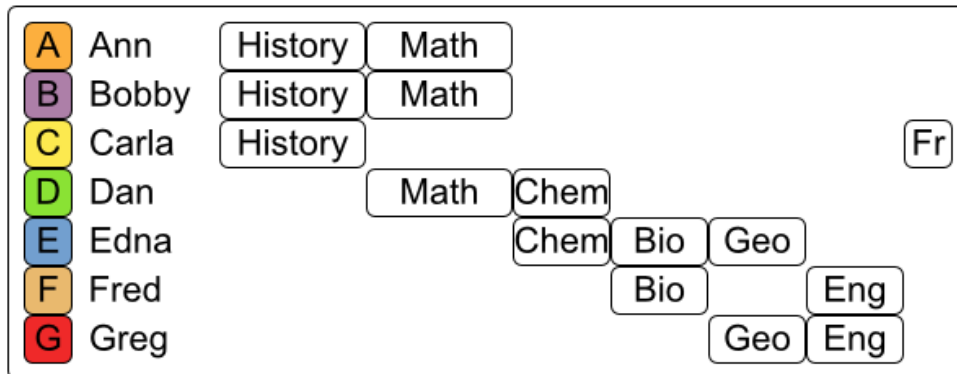 A Ann History Math
B Bobby History Math
C Carla History Fr
D Dan Math Chem
E Edna Chem Bio Geo
F Fred Bio Eng
G Greg Geo Eng